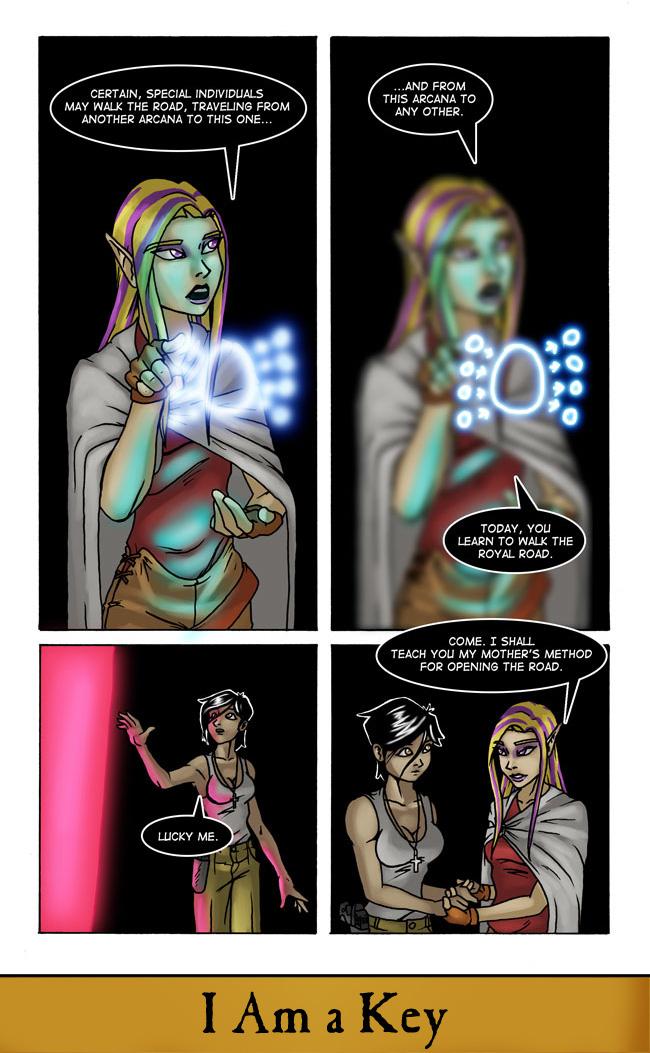 CERTAIN, SPECIAL INDIVIDUALS
MAY WALK THE ROAD, TRAVELING FROM
ANOTHER ARCANA TO THIS ONE...
...AND FROM
THIS ARCANA TO
ANY OTHER.
TODAY, YOU
LEARN TO WALK THE
ROYAL ROAD.
LUCKY ME.
COME. I SHALL
TEACH YOU MY MOTHER'S METHOD
FOR OPENING THE ROAD.
I Am a Key